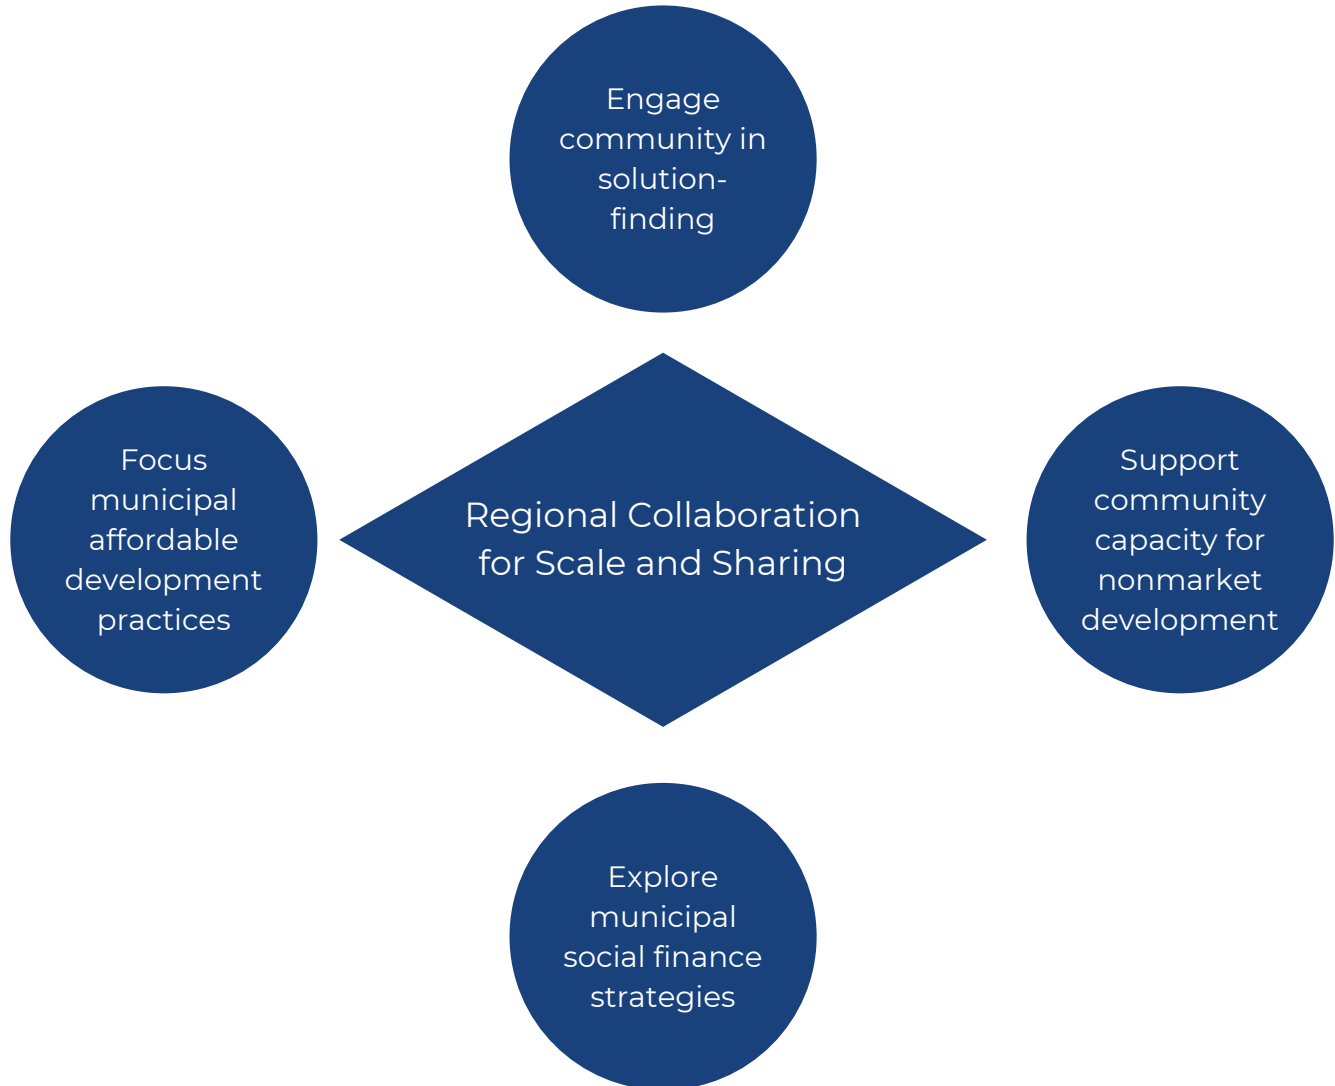 Engage
community in
solution-
finding
Focus
municipal
affordable
development
practices
Regional Collaboration
for Scale and Sharing
Support
community
capacity for
nonmarket
development
Explore
municipal
social finance
strategies